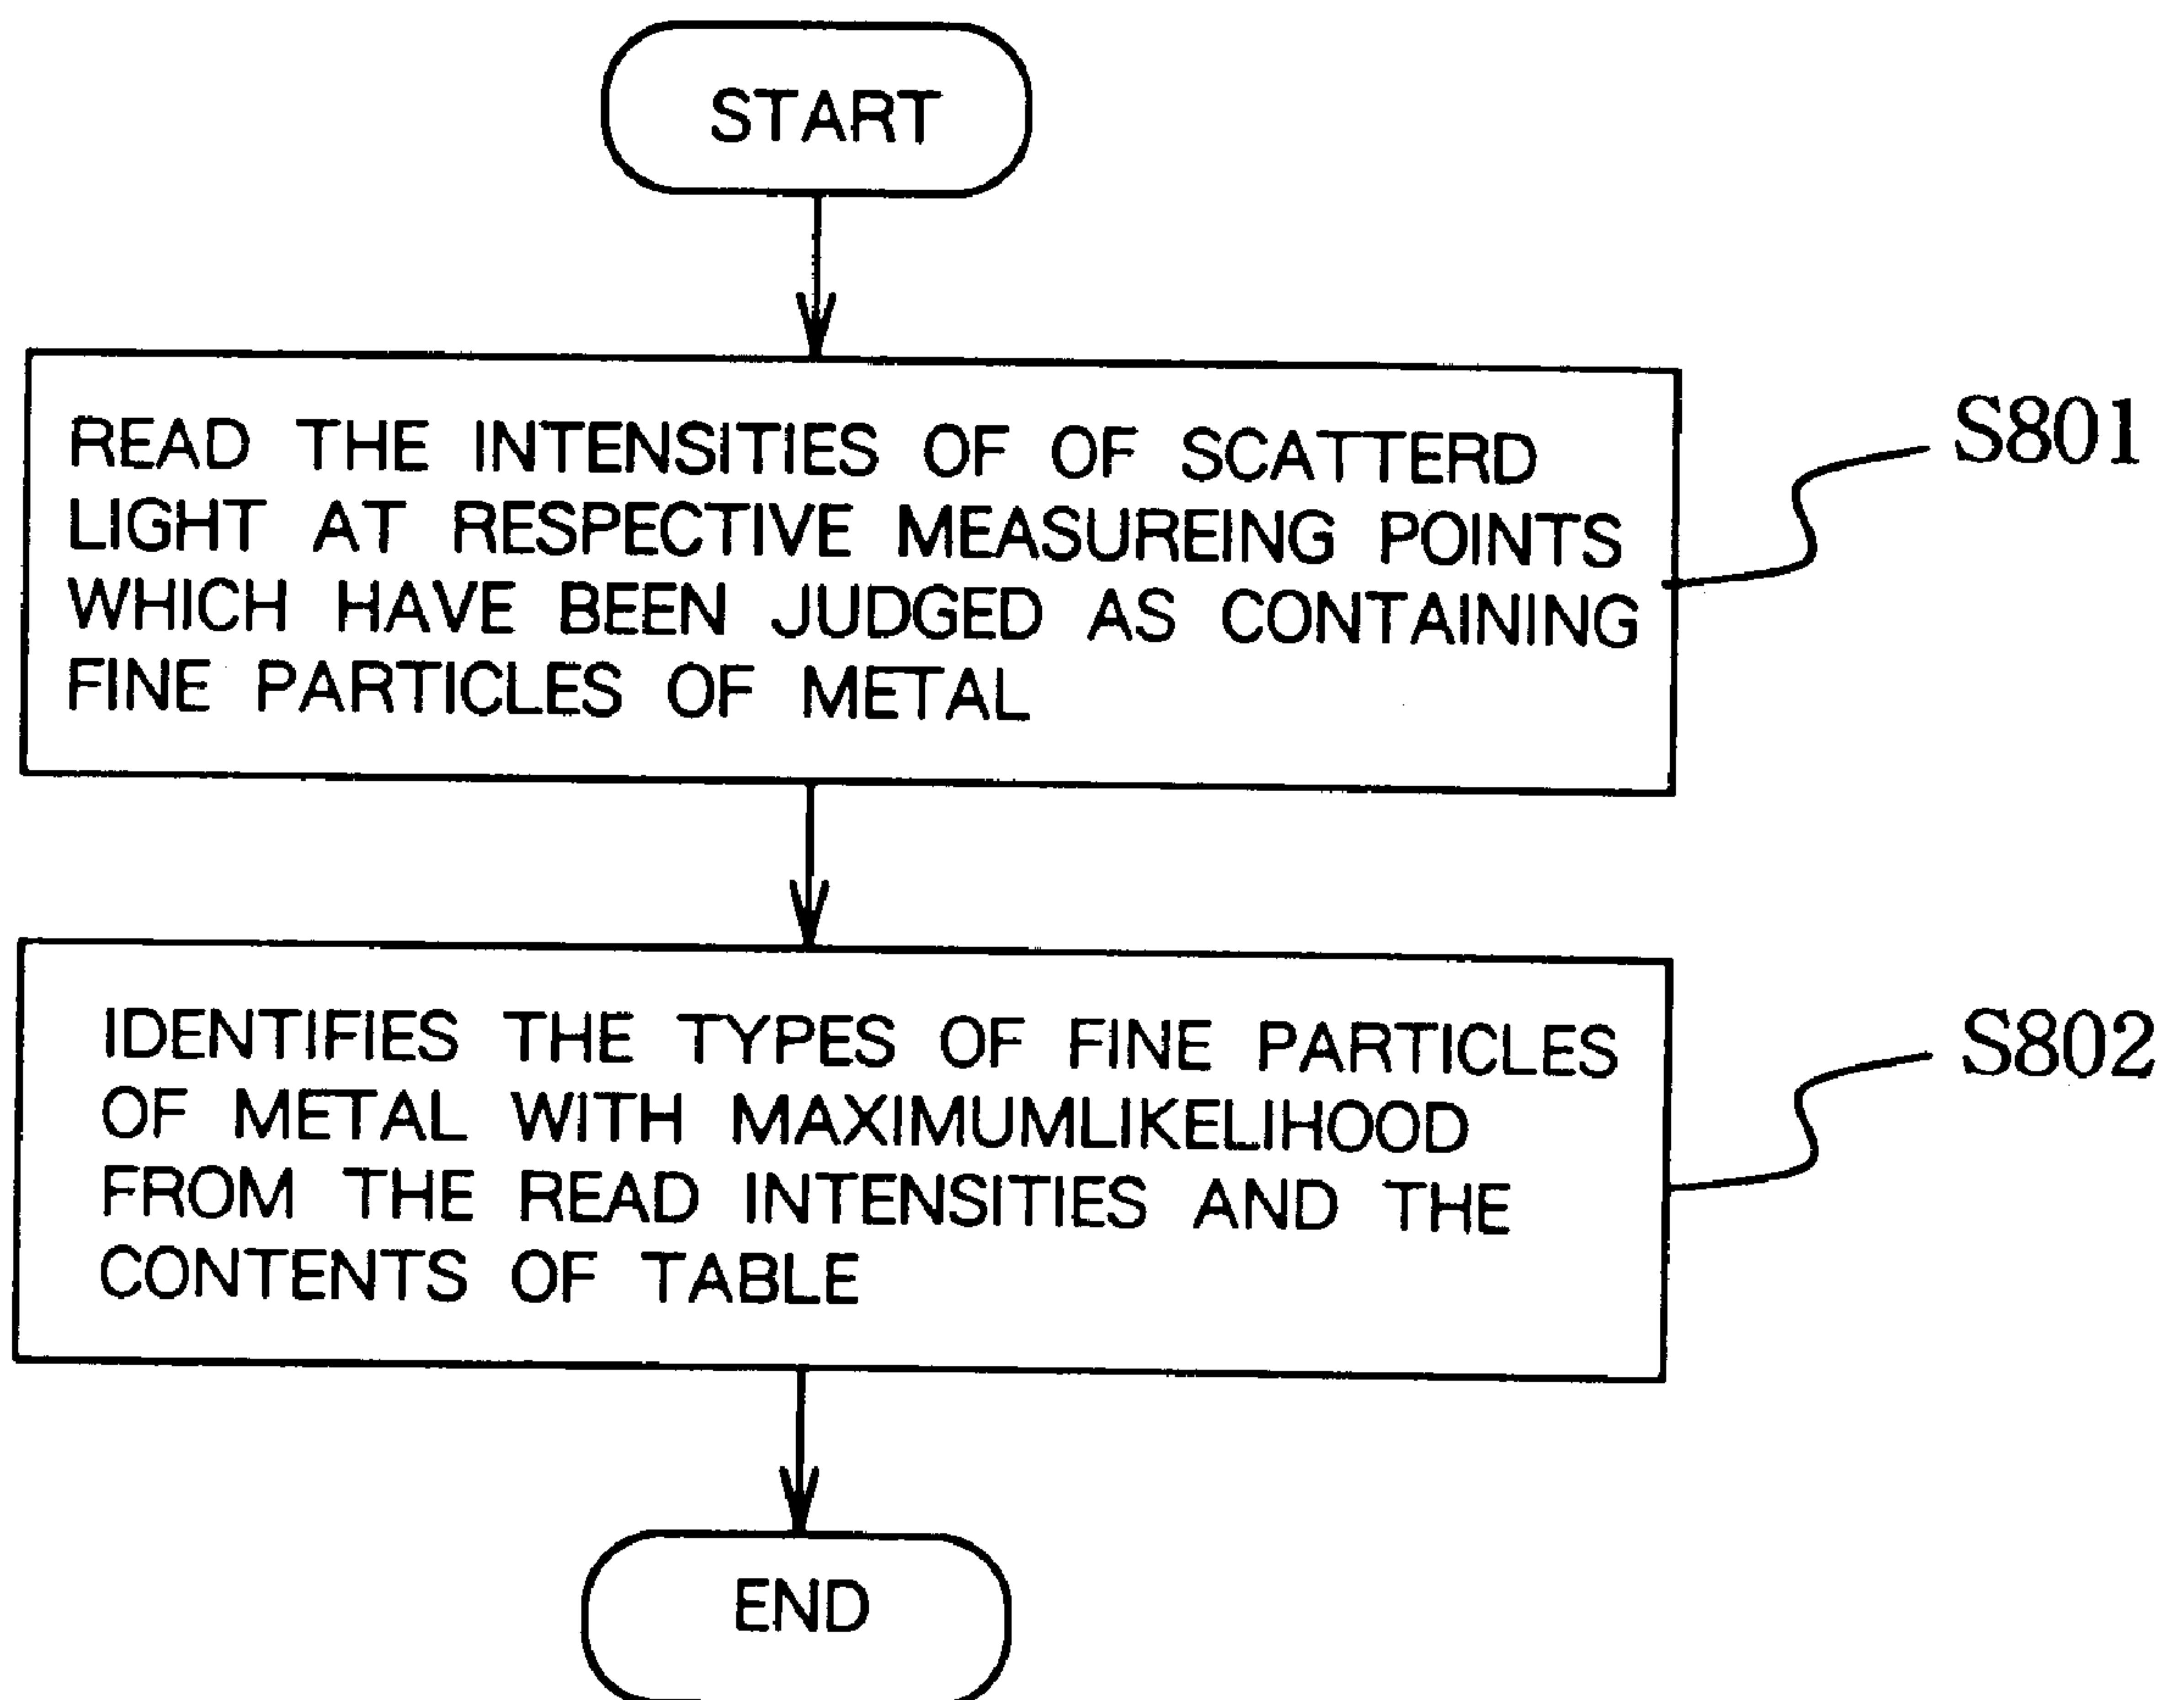 START
READ THE INTENSITIES OF OF SCATTERD
LIGHT AT RESPECTIVE MEASUREING POINTS
WHICH HAVE BEEN JUDGED AS CONTAINING
FINE PARTICLES OF METAL
S801
IDENTIFIES THE TYPES OF FINE PARTICLES
OF METAL WITH MAXIMUMLIKELIHOOD
FROM THE READ INTENSITIES AND THE
CONTENTS OF TABLE
S802
END